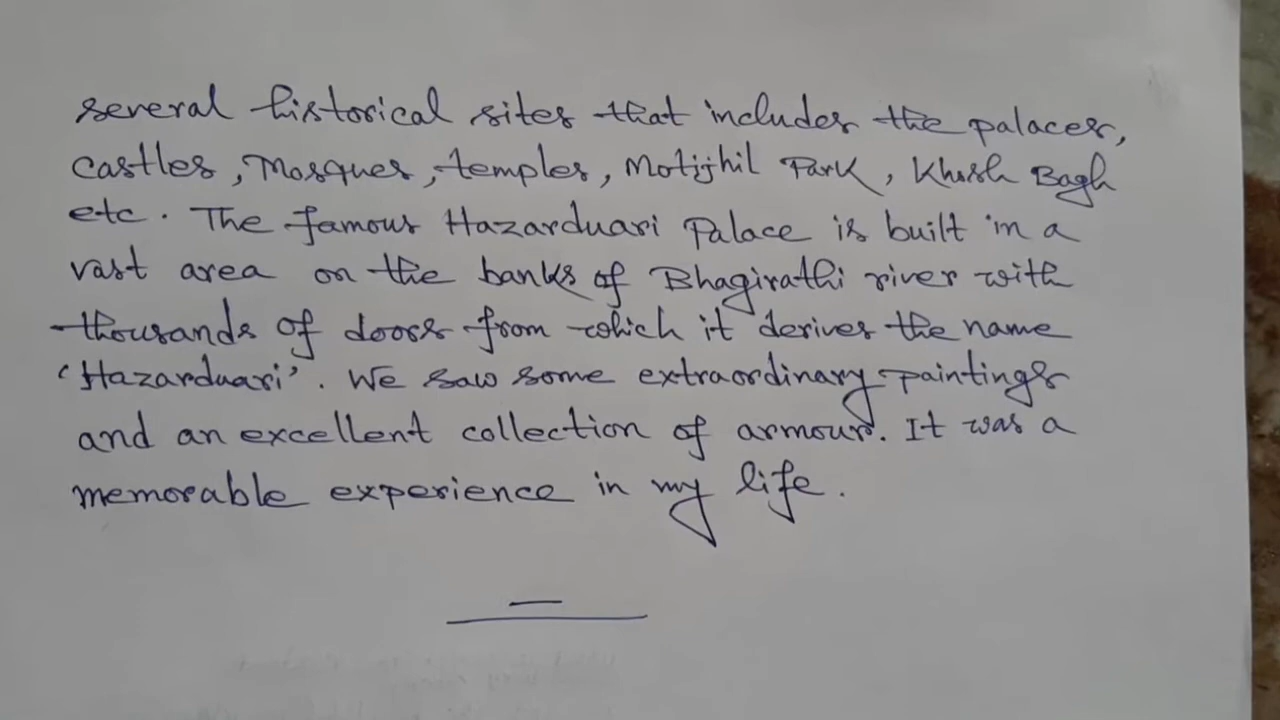 several historical sites that includes the palaces,
castles, Mosques, temples, Motijhil Park, Khush Bagh
etc. The famous Hazarduari Palace is built in a
vast area on the banks of Bhagirathi river with
thousands of doors from which it derives the name
'Hazarduari'. We saw some extraordinary paintings
and an excellent collection of armour. It was a
memorable experience in my life.